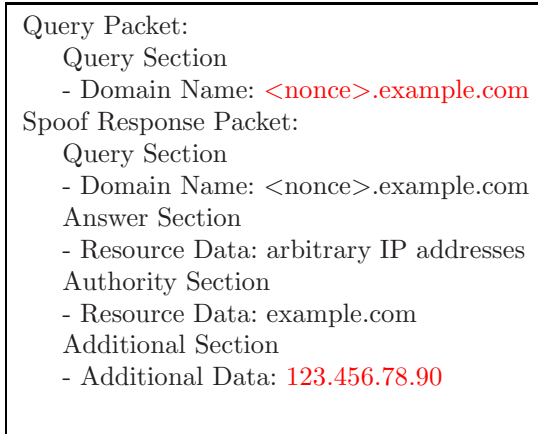 Query Packet:
Query Section
- Domain Name: <nonce>.example.com
Spoof Response Packet:
Query Section
- Domain Name: <nonce>.example.com
Answer Section
- Resource Data: arbitrary IP addresses
Authority Section
- Resource Data: example.com
Additional Section
- Additional Data: 123.456.78.90